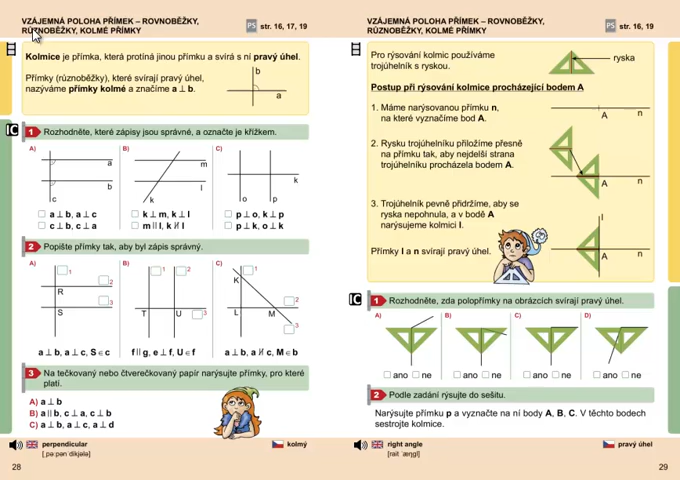 VZÁJEMNÁ POLOHA PŘÍMEK – ROVNOBĚŽKY,
RŮZNOBĚŽKY, KOLMÉ PŘÍMKY
PS str. 16, 17, 19
Kolmice je přímka, která protíná jinou přímku a svírá s ní pravý úhel.
Přímky (různoběžky), které svírají pravý úhel,
nazýváme přímky kolmé a značíme a ⊥ b.
b
a
1 Rozhodněte, které zápisy jsou správné, a označte je křížkem.
A)
a
b
c
B)
m
l
k
C)
k
o
p
a ⊥ b, a ⊥ c
c ⊥ b, c ⊥ a
k ⊥ m, k ⊥ l
m || l, k ∦ l
p ⊥ o, k ⊥ p
p ⊥ k, o ⊥ k
2 Popište přímky tak, aby byl zápis správný.
A)
1
2
R
3
S
B)
1
2
T
U
3
C)
1
K
2
L
M
3
a ⊥ b, a ⊥ c, S ∈ c
f || g, e ⊥ f, U ∈ f
a ⊥ b, a ∦ c, M ∈ b
3 Na tečkovaný nebo čtverečkovaný papír narýsujte přímky, pro které
platí.
A) a ⊥ b
B) a || b, c ⊥ a, c ⊥ b
C) a ⊥ b, a ⊥ c, a ⊥ d
perpendicular
kolmý
28
VZÁJEMNÁ POLOHA PŘÍMEK – ROVNOBĚŽKY,
RŮZNOBĚŽKY, KOLMÉ PŘÍMKY
PS str. 16, 19
Pro rýsování kolmic používáme
trojúhelník s ryskou.
ryska
Postup při rýsování kolmice procházející bodem A
1. Máme narýsovanou přímku n,
na které vyznačíme bod A.
A
n
2. Rysku trojúhelníku přiložíme přesně
na přímku tak, aby nejdelší strana
trojúhelníku procházela bodem A.
A
n
3. Trojúhelník pevně přidržíme, aby se
ryska nepohnula, a v bodě A
narýsujeme kolmici l.
l
A
n
Přímky l a n svírají pravý úhel.
1 Rozhodněte, zda polopřímky na obrázcích svírají pravý úhel.
A)
B)
C)
D)
ano ne
ano ne
ano ne
ano ne
2 Podle zadání rýsujte do sešitu.
Narýsujte přímku p a vyznačte na ní body A, B, C. V těchto bodech
sestrojte kolmice.
right angle
pravý úhel
29